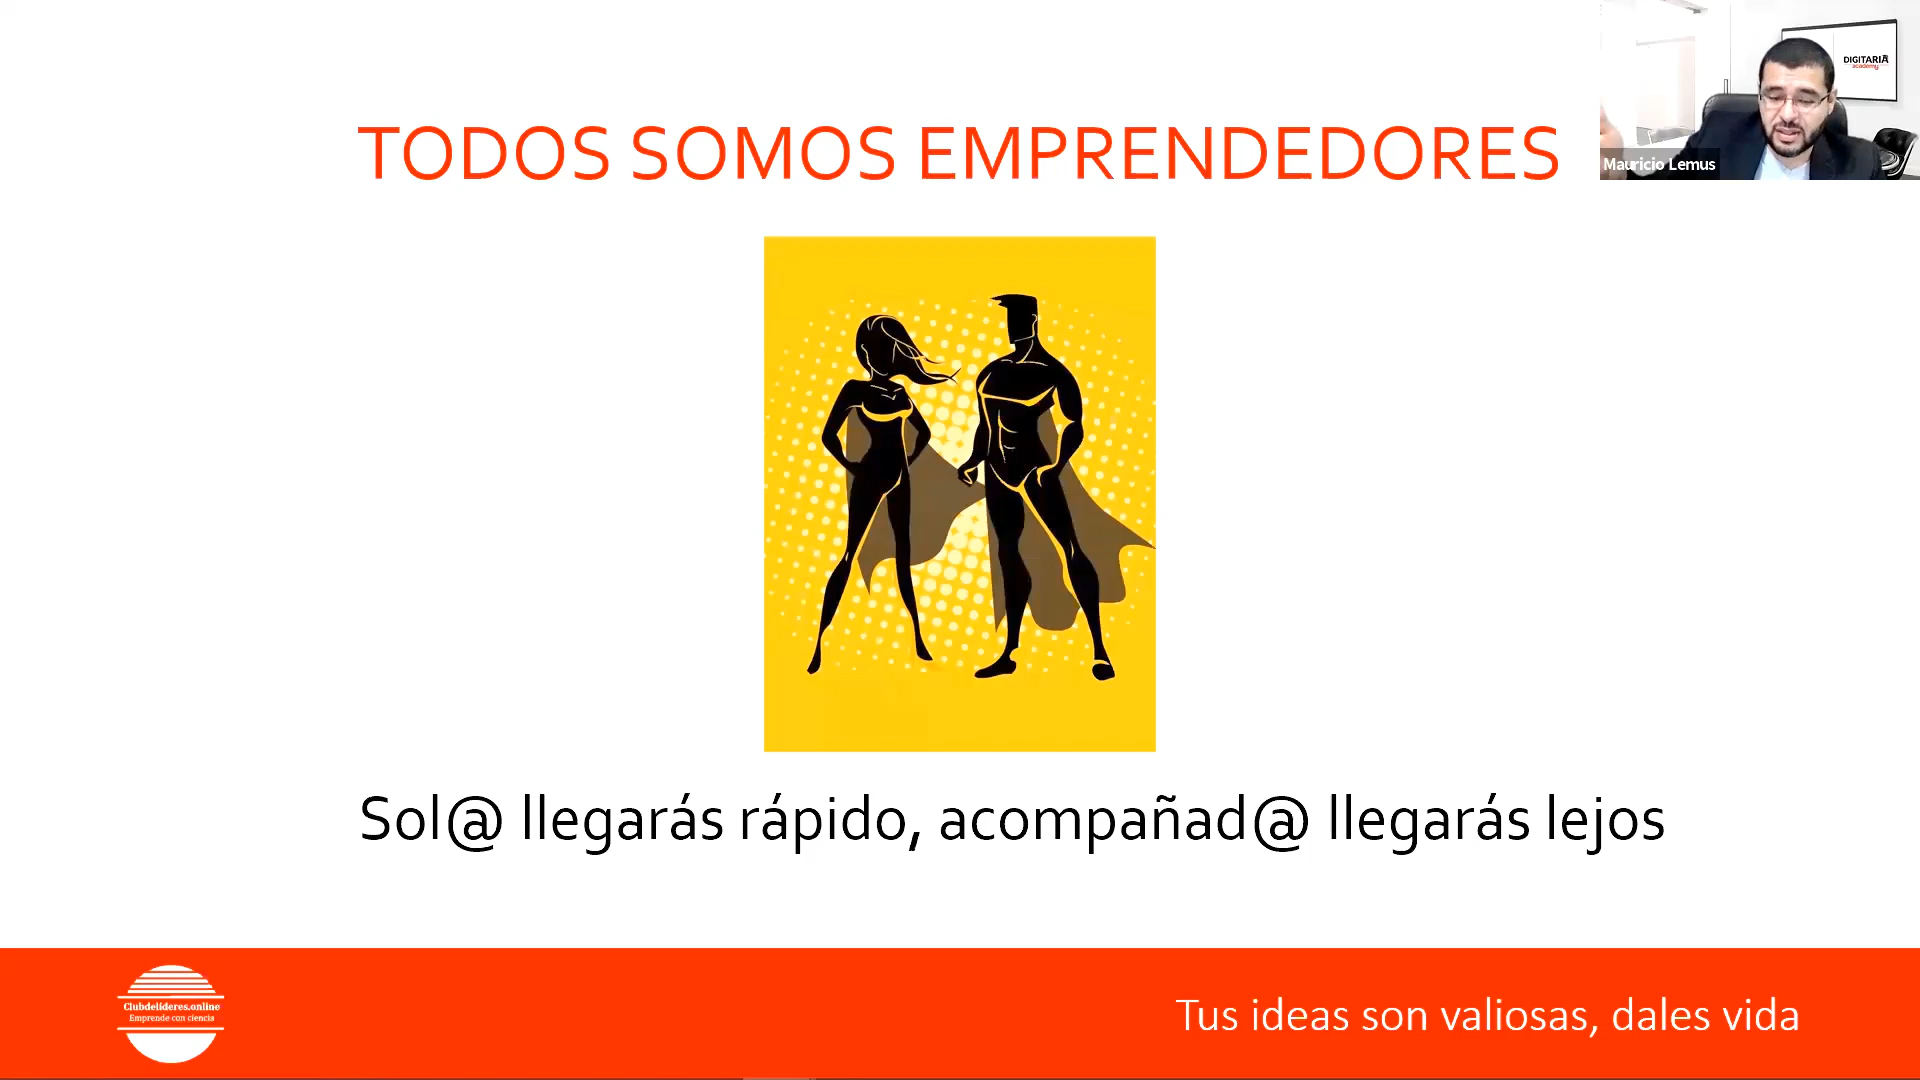 DIGITARIA
academy
Mauricio Lemus
TODOS SOMOS EMPRENDEDORES
Sol@ llegarás rápido, acompañad@ llegarás lejos
Clubdelideres.online
Emprende con ciencia
Tus ideas son valiosas, dales vida